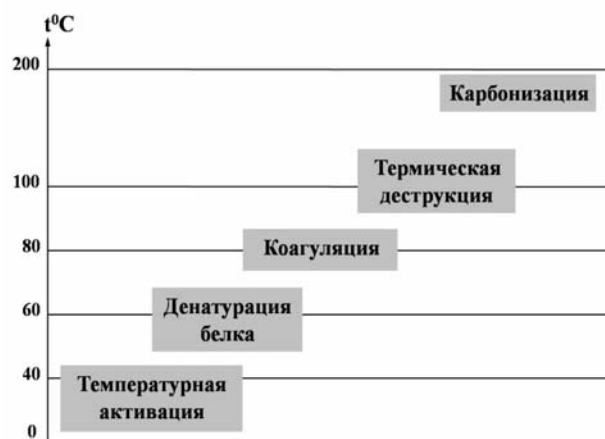 t⁰C
200
Карбонизация
Термическая
деструкция
100
Коагуляция
80
Денатурация
белка
60
40
Температурная
активация
0